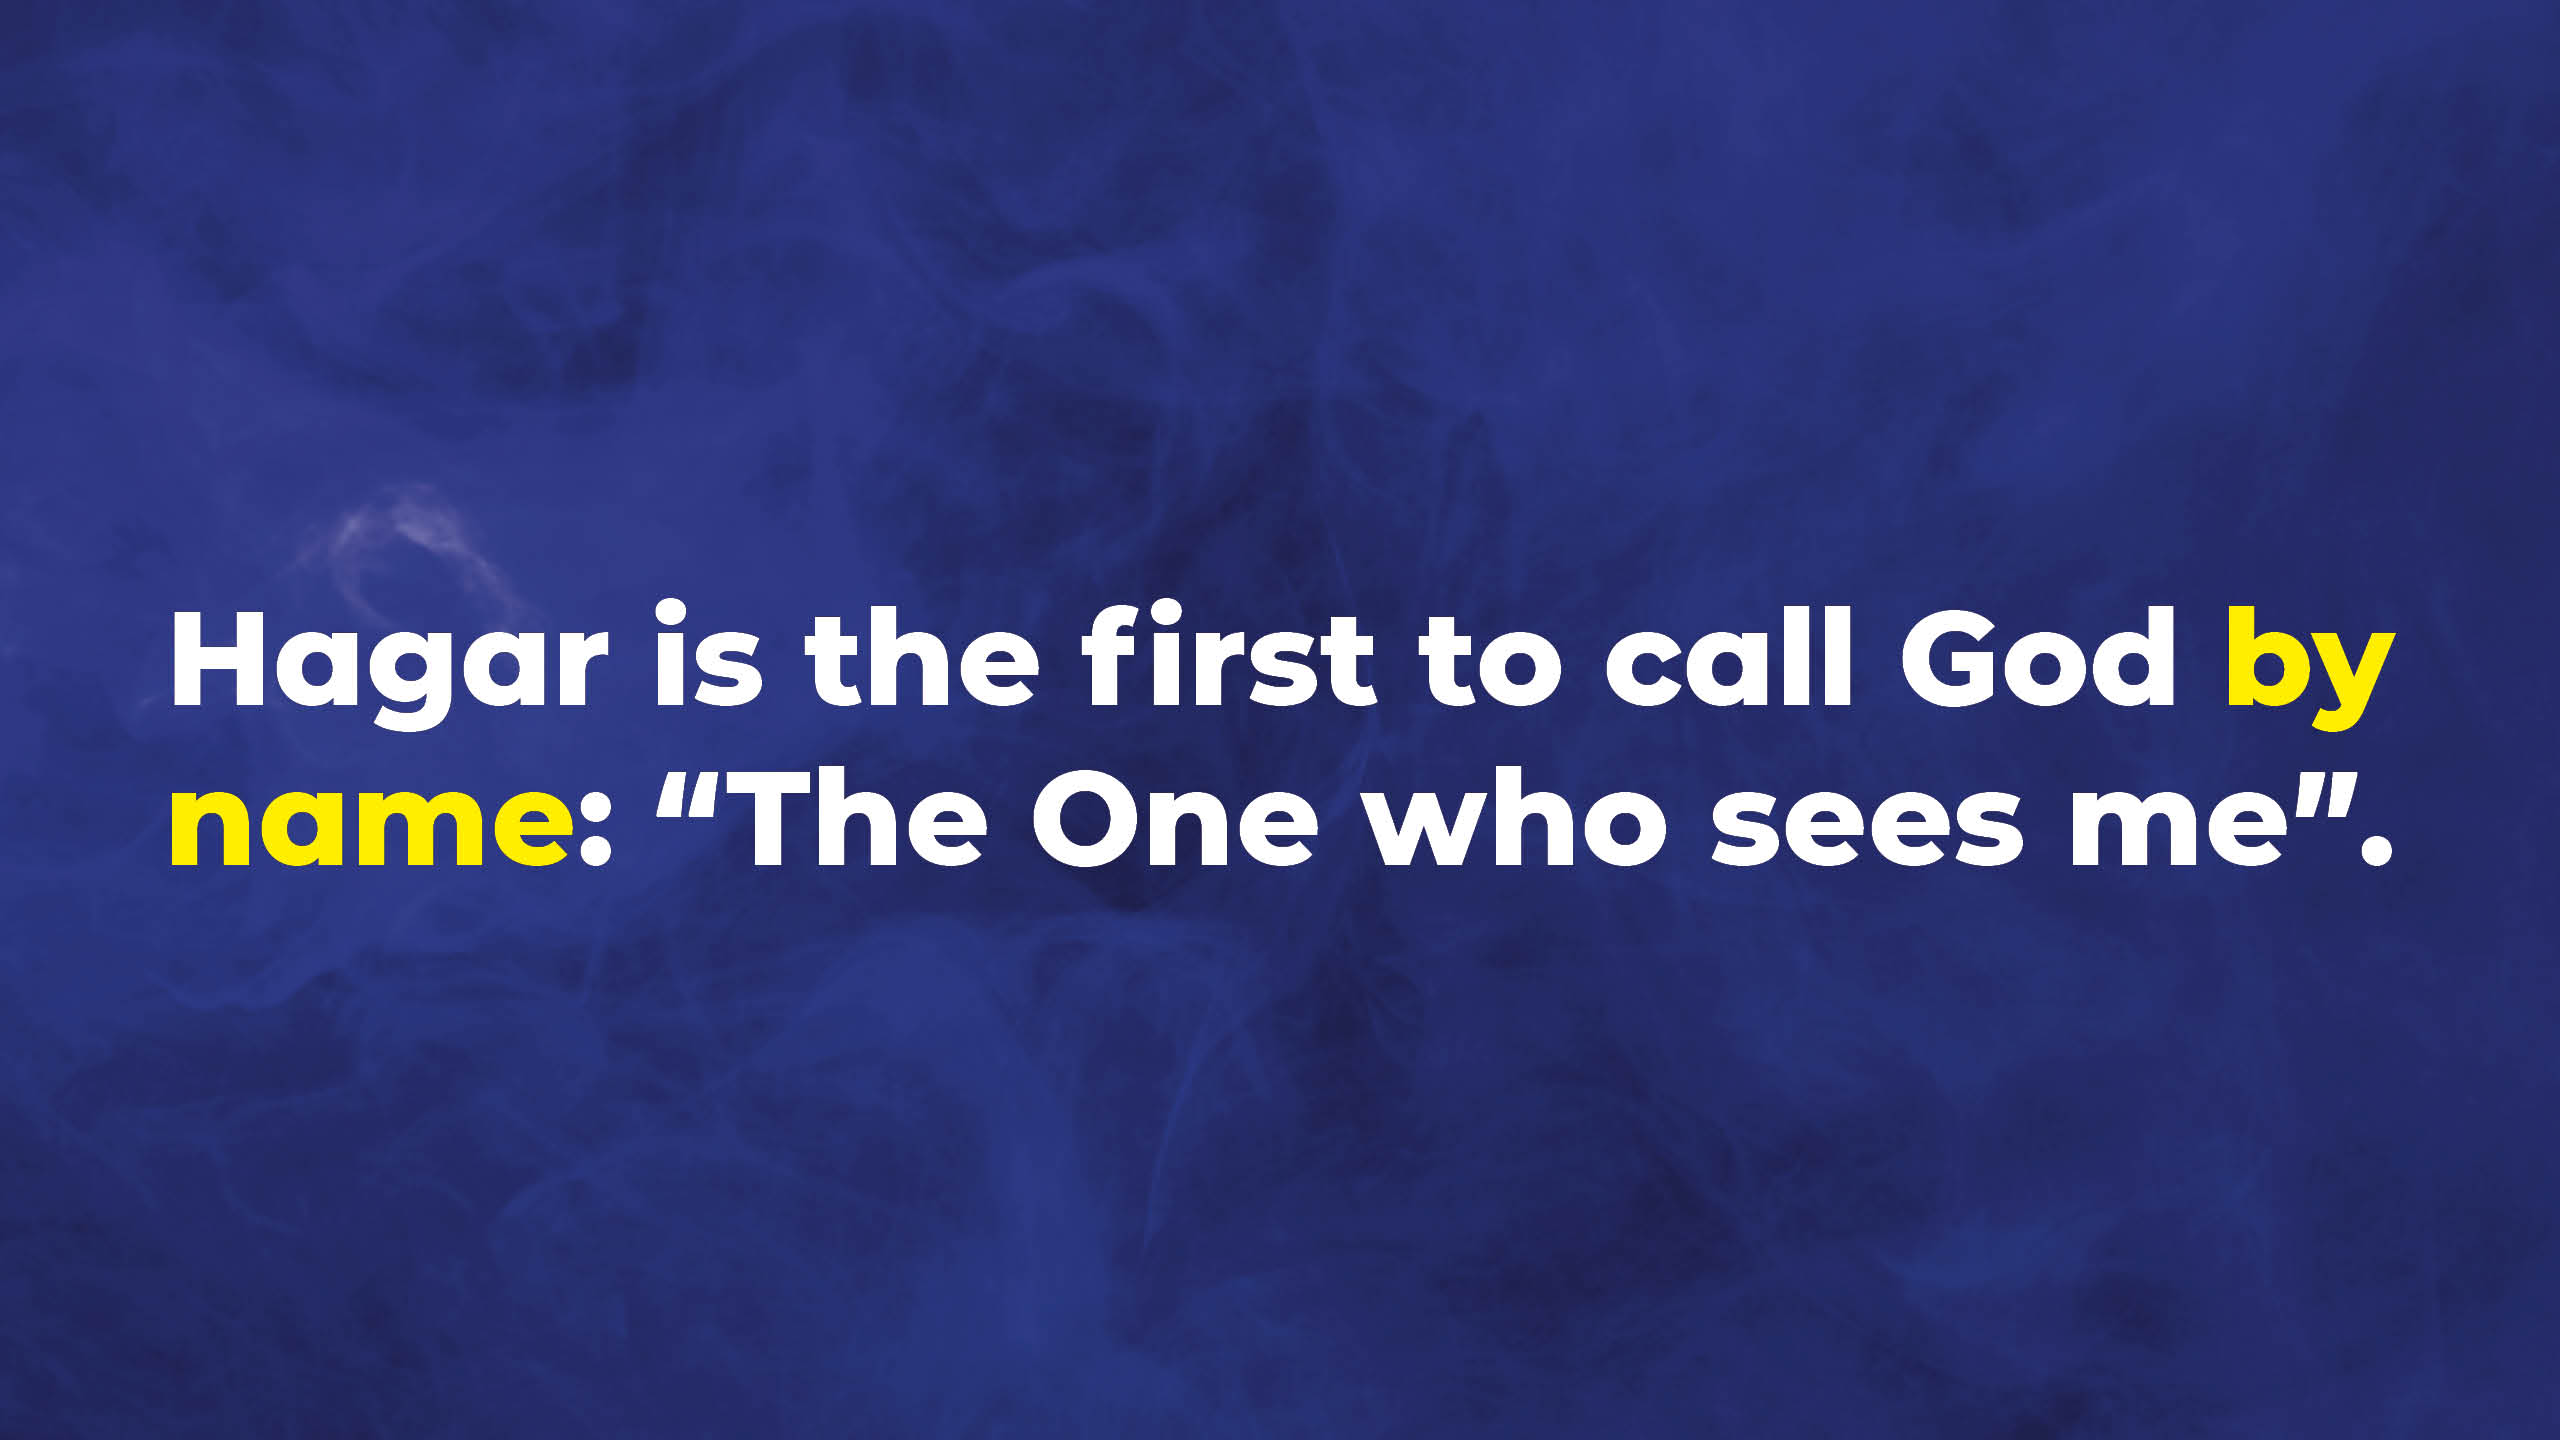 Hagar is the first to call God by
name: “The One who sees me”.